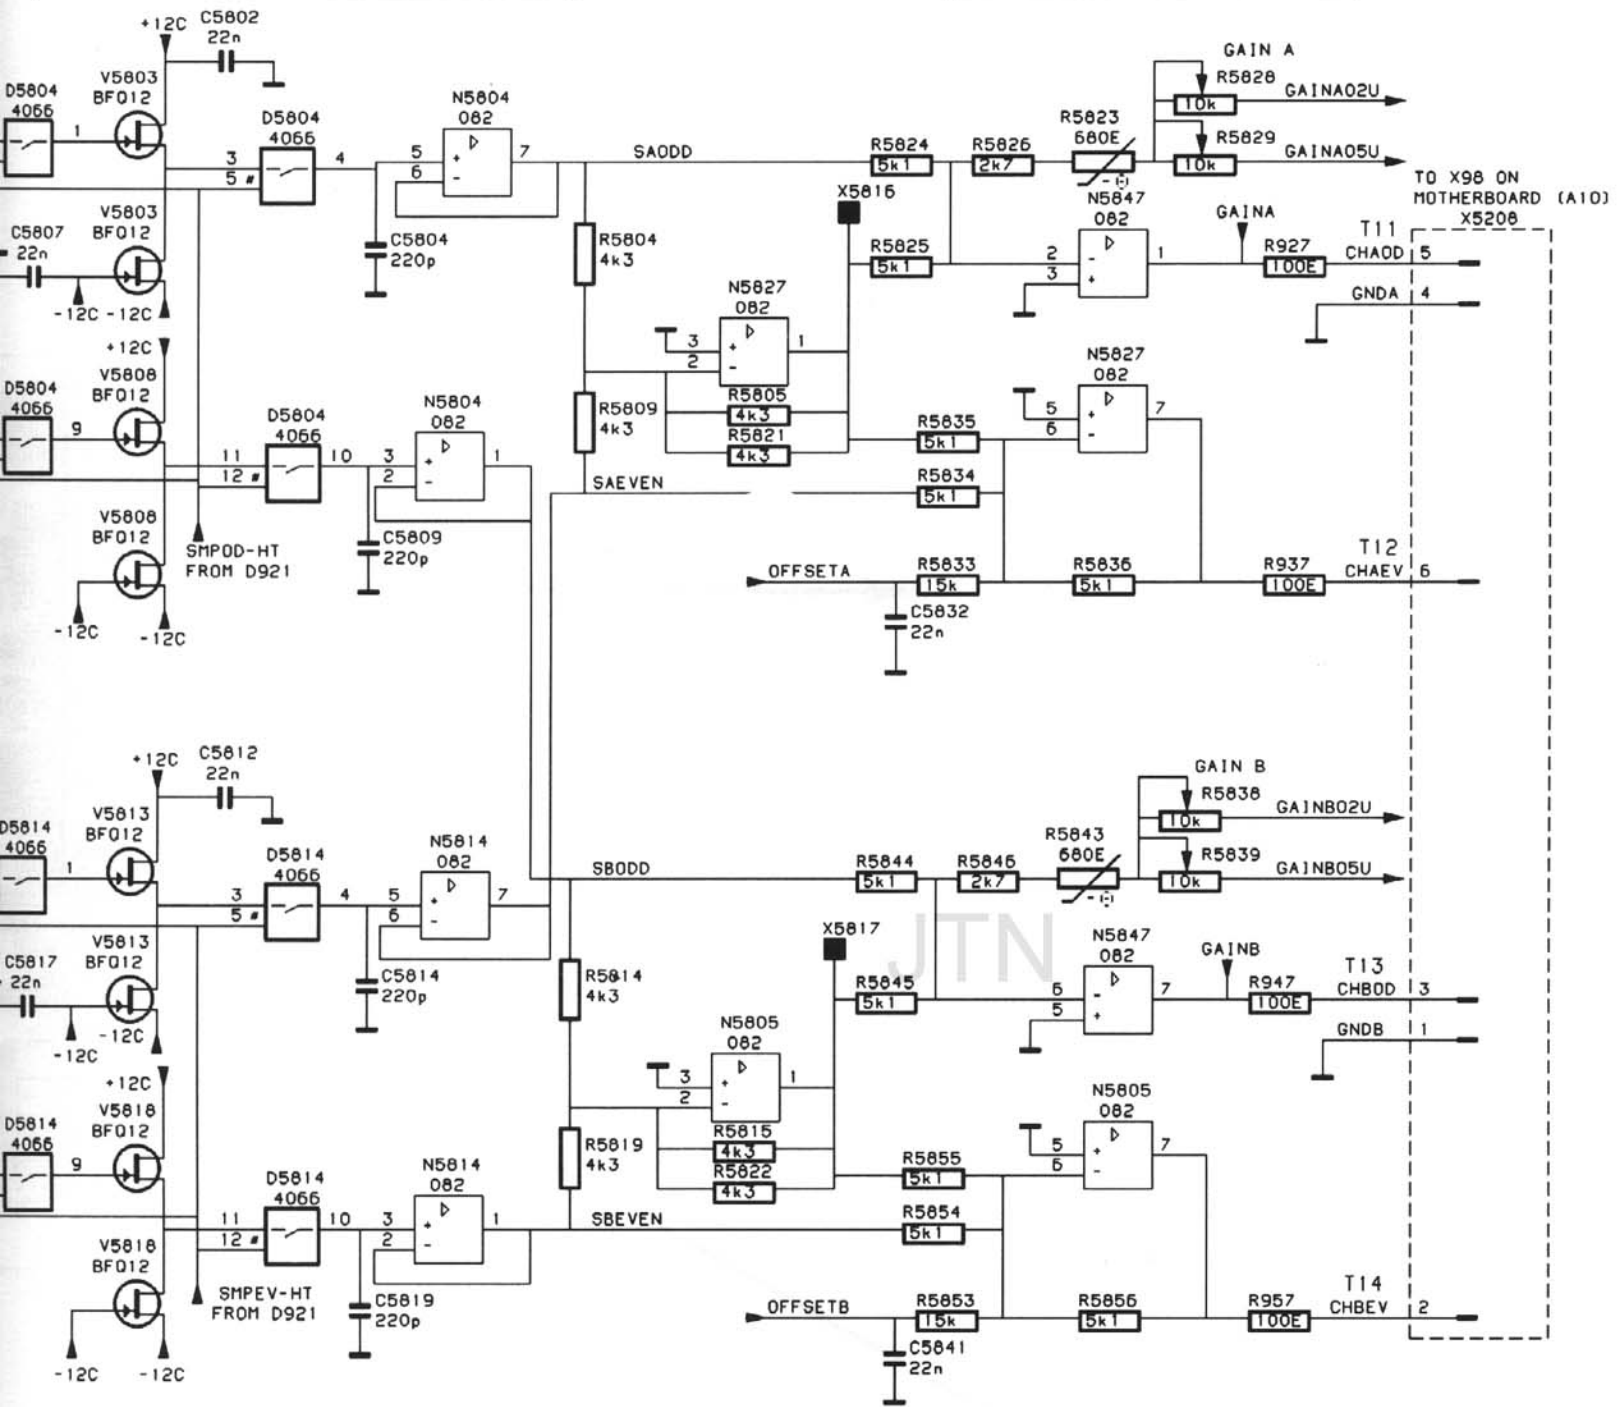 +12C
C5802
22n
D5804
4066
1
V5803
BFQ12
D5804
4066
3
5 #
4
N5804
082
5
6
+
-
7
C5804
220p
SAODD
R5804
4k3
V5803
BFQ12
C5807
22n
-12C -12C
GAIN A
R5828
10k
GAINA02U
R5823
680E
R5829
10k
GAINA05U
R5824
5k1
R5826
2k7
X5816
R5825
5k1
N5847
082
2
3
-
+
1
GAINA
R927
100E
TO X98 ON
MOTHERBOARD (A10)
X5208
T11
CHAOD
5
GNDA
4
N5827
082
3
2
+
-
1
R5805
4k3
R5821
4k3
N5827
082
5
6
+
-
7
+12C
V5808
BFQ12
D5804
4066
9
D5804
4066
11
12 #
10
N5804
082
3
2
+
-
1
R5809
4k3
R5835
5k1
SAEVEN
R5834
5k1
V5808
BFQ12
SMPOD-HT
FROM D921
C5809
220p
-12C
-12C
OFFSETA
R5833
15k
R5836
5k1
R937
100E
T12
CHAEV
6
C5832
22n
+12C
C5812
22n
D5814
4066
1
V5813
BFQ12
D5814
4066
3
5 #
4
N5814
082
5
6
+
-
7
C5814
220p
SBODD
R5814
4k3
V5813
BFQ12
C5817
22n
-12C
-12C
GAIN B
R5838
10k
GAINB02U
R5843
680E
R5839
10k
GAINB05U
R5844
5k1
R5846
2k7
JTN
X5817
R5845
5k1
N5847
082
6
5
-
+
7
GAINB
R947
100E
T13
CHBOD
3
GNDB
1
N5805
082
3
2
+
-
1
R5815
4k3
R5822
4k3
N5805
082
5
6
+
-
7
+12C
V5818
BFQ12
D5814
4066
9
D5814
4066
11
12 #
10
N5814
082
3
2
+
-
1
R5819
4k3
R5855
5k1
SBEVEN
R5854
5k1
V5818
BFQ12
SMPEV-HT
FROM D921
C5819
220p
-12C
-12C
OFFSETB
R5853
15k
R5856
5k1
R957
100E
T14
CHBEV
2
C5841
22n